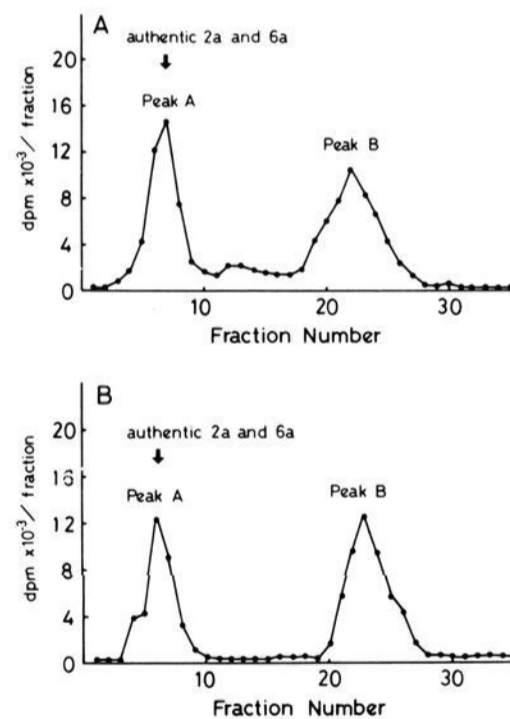 A
authentic 2a and 6a
Peak A
Peak B
dpm x10⁻³/ fraction
20
16
12
8
4
0
10
20
30
Fraction Number
B
authentic 2a and 6a
Peak A
Peak B
dpm x10⁻³/ fraction
20
16
12
8
4
0
10
20
30
Fraction Number